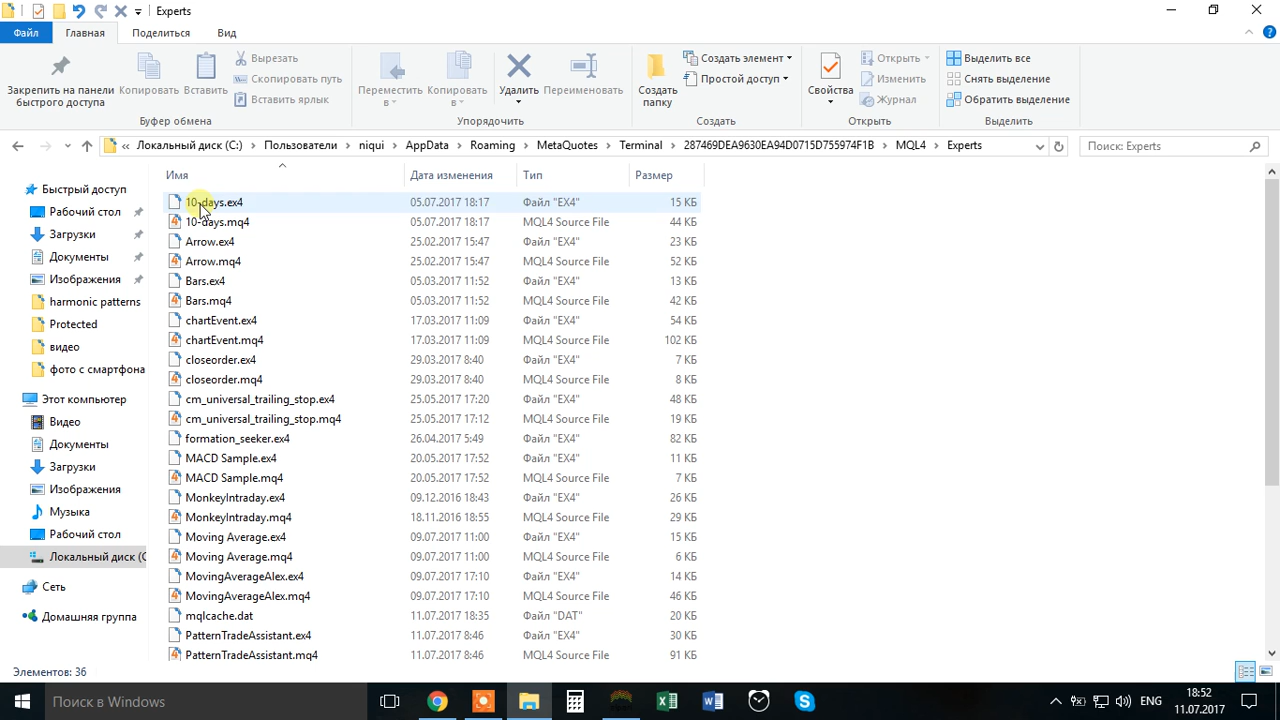 Experts
Файл Главная Поделиться Вид
Закрепить на панели быстрого доступа
Копировать
Вставить
Вырезать
Скопировать путь
Вставить ярлык
Буфер обмена
Переместить в
Копировать в
Удалить
Переименовать
Упорядочить
Создать папку
Создать элемент
Простой доступ
Создать
Свойства
Открыть
Изменить
Журнал
Открыть
Выделить все
Снять выделение
Обратить выделение
Выделить
« Локальный диск (C:) Пользователи niqui AppData Roaming MetaQuotes Terminal 287469DEA9630EA94D0715D755974F1B MQL4 Experts
Поиск: Experts
Быстрый доступ
Рабочий стол
Загрузки
Документы
Изображения
harmonic patterns
Protected
видео
фото с смартфона
Этот компьютер
Видео
Документы
Загрузки
Изображения
Музыка
Рабочий стол
Локальный диск (C
Сеть
Домашняя группа
Имя Дата изменения Тип Размер
10-days.ex4 05.07.2017 18:17 Файл "EX4" 15 КБ
10-days.mq4 05.07.2017 18:17 MQL4 Source File 44 КБ
Arrow.ex4 25.02.2017 15:47 Файл "EX4" 23 КБ
Arrow.mq4 25.02.2017 15:47 MQL4 Source File 52 КБ
Bars.ex4 05.03.2017 11:52 Файл "EX4" 13 КБ
Bars.mq4 05.03.2017 11:52 MQL4 Source File 42 КБ
chartEvent.ex4 17.03.2017 11:09 Файл "EX4" 54 КБ
chartEvent.mq4 17.03.2017 11:09 MQL4 Source File 102 КБ
closeorder.ex4 29.03.2017 8:40 Файл "EX4" 7 КБ
closeorder.mq4 29.03.2017 8:40 MQL4 Source File 8 КБ
cm_universal_trailing_stop.ex4 25.05.2017 17:20 Файл "EX4" 48 КБ
cm_universal_trailing_stop.mq4 25.05.2017 17:12 MQL4 Source File 19 КБ
formation_seeker.ex4 26.04.2017 5:49 Файл "EX4" 82 КБ
MACD Sample.ex4 20.05.2017 17:52 Файл "EX4" 11 КБ
MACD Sample.mq4 20.05.2017 17:52 MQL4 Source File 7 КБ
MonkeyIntraday.ex4 09.12.2016 18:43 Файл "EX4" 26 КБ
MonkeyIntraday.mq4 18.11.2016 18:55 MQL4 Source File 29 КБ
Moving Average.ex4 09.07.2017 11:00 Файл "EX4" 15 КБ
Moving Average.mq4 09.07.2017 11:00 MQL4 Source File 6 КБ
MovingAverageAlex.ex4 09.07.2017 17:10 Файл "EX4" 14 КБ
MovingAverageAlex.mq4 09.07.2017 17:10 MQL4 Source File 46 КБ
mqlcache.dat 11.07.2017 18:35 Файл "DAT" 20 КБ
PatternTradeAssistant.ex4 11.07.2017 8:46 Файл "EX4" 30 КБ
PatternTradeAssistant.mq4 11.07.2017 8:46 MQL4 Source File 91 КБ
Элементов: 36
Поиск в Windows
ENG
18:52
11.07.2017